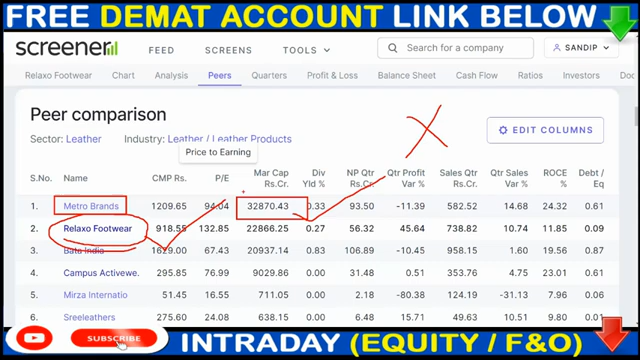 FREE DEMAT ACCOUNT LINK BELOW
screener FEED SCREENS TOOLS Search for a company SANDIP
Relaxo Footwear Chart Analysis Peers Quarters Profit & Loss Balance Sheet Cash Flow Ratios Investors Doc
Peer comparison
Sector: Leather Industry: Leather / Leather Products
EDIT COLUMNS
Price to Earning
S.No. Name CMP Rs. P/E Mar Cap Rs.Cr. Div Yld % NP Qtr Rs.Cr. Qtr Profit Var % Sales Qtr Rs.Cr. Qtr Sales Var % ROCE % Debt / Eq
1. Metro Brands 1209.65 94.04 32870.43 0.33 93.50 -11.39 582.52 14.68 24.32 0.61
2. Relaxo Footwear 918.55 132.85 22866.25 0.27 56.32 45.64 738.82 10.74 11.85 0.09
3. Bata India 1629.00 67.43 20937.14 0.83 106.89 -10.45 958.15 1.60 19.56 0.87
4. Campus Activewe. 295.85 76.99 9029.86 0.00 31.48 0.51 353.76 4.75 23.01 0.61
5. Mirza Internatio 51.45 16.55 711.05 0.00 2.18 -80.38 124.19 -31.13 7.96 0.06
6. Sreeleathers 275.60 24.08 638.15 0.00 6.48 15.71 49.63 10.51 9.80 0.01
SUBSCRIBE INTRADAY (EQUITY / F&O)